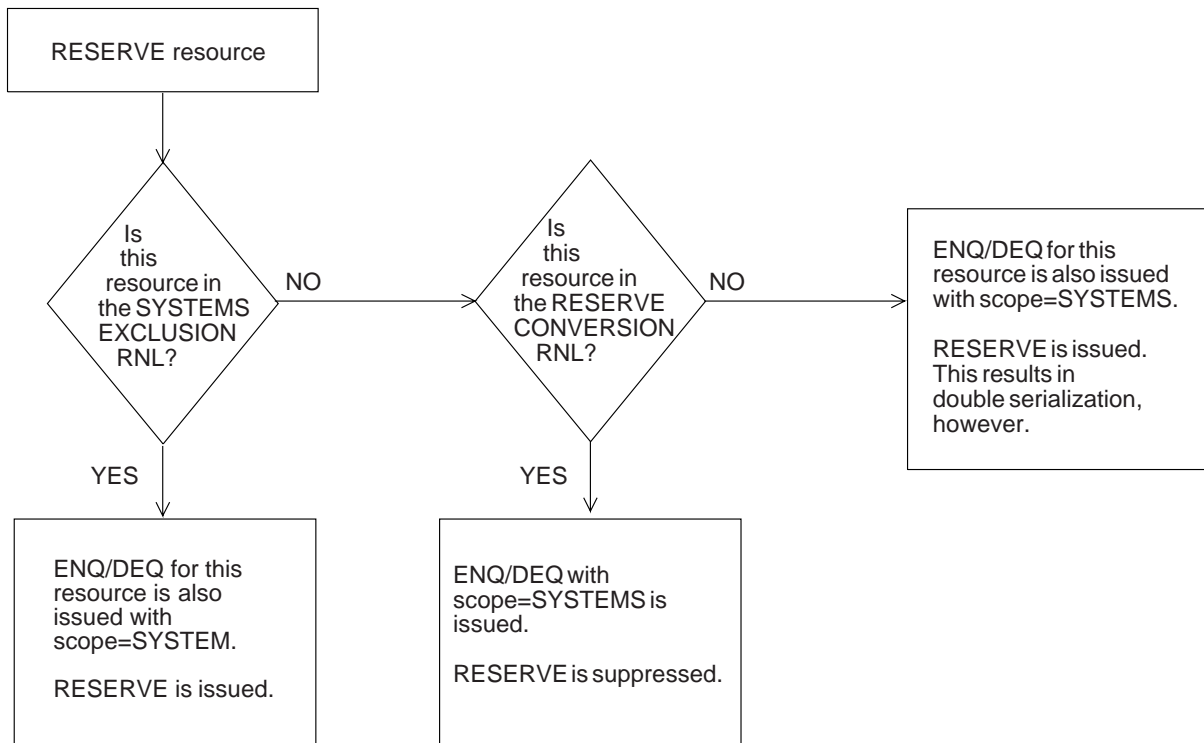 RESERVE resource
Is
this
resource in
the SYSTEMS
EXCLUSION
RNL?
NO
YES
ENQ/DEQ for this
resource is also
issued with
scope=SYSTEM.
RESERVE is issued.
Is
this
resource in
the RESERVE
CONVERSION
RNL?
NO
YES
ENQ/DEQ with
scope=SYSTEMS is
issued.
RESERVE is suppressed.
ENQ/DEQ for this
resource is also issued
with scope=SYSTEMS.
RESERVE is issued.
This results in
double serialization,
however.